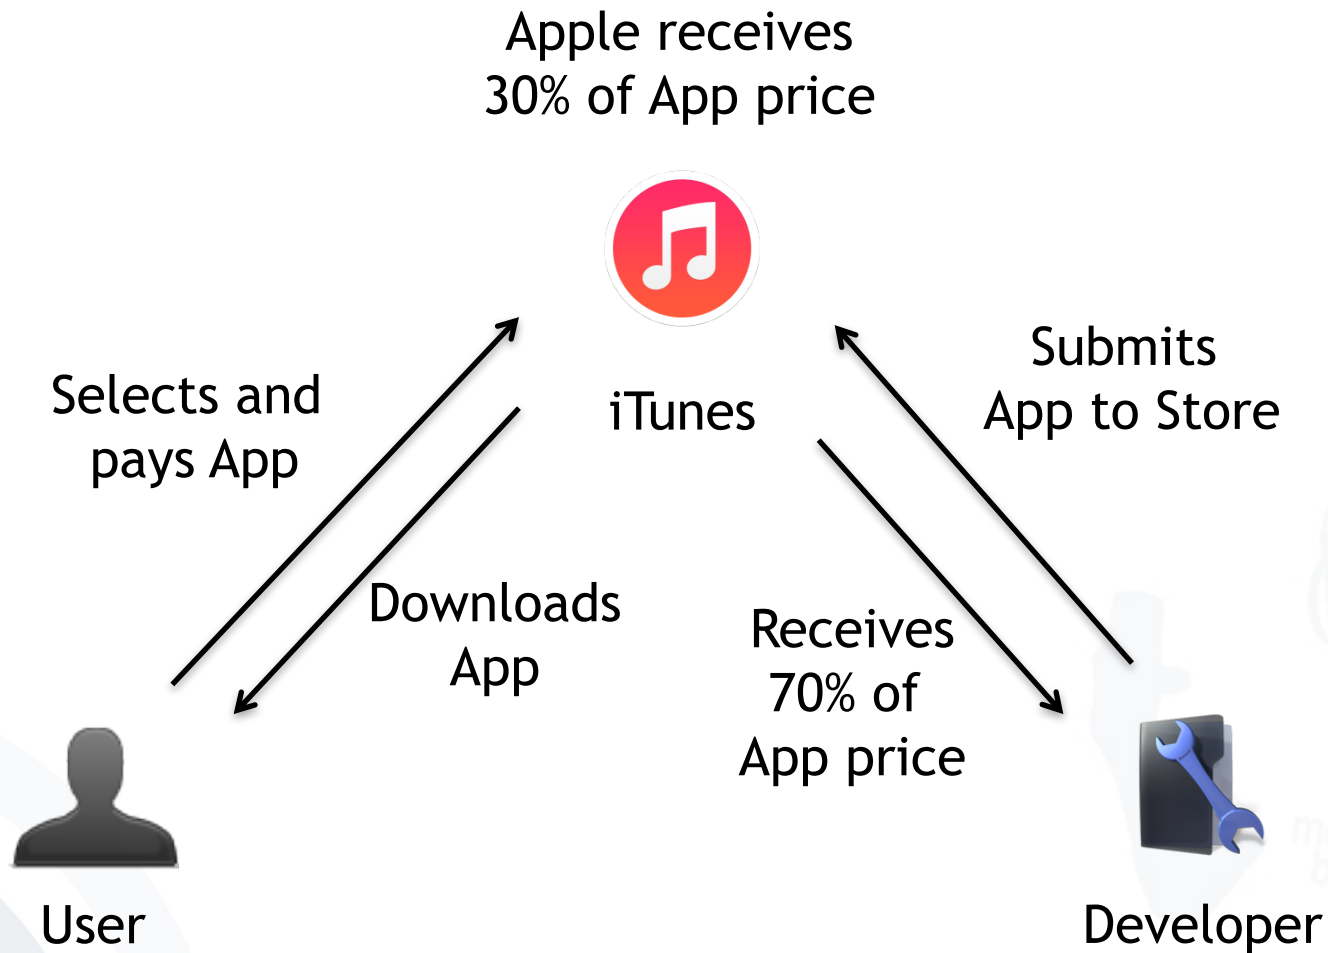 Apple receives
30% of App price
Selects and
pays App
iTunes
Submits
App to Store
Downloads
App
Receives
70% of
App price
User
Developer